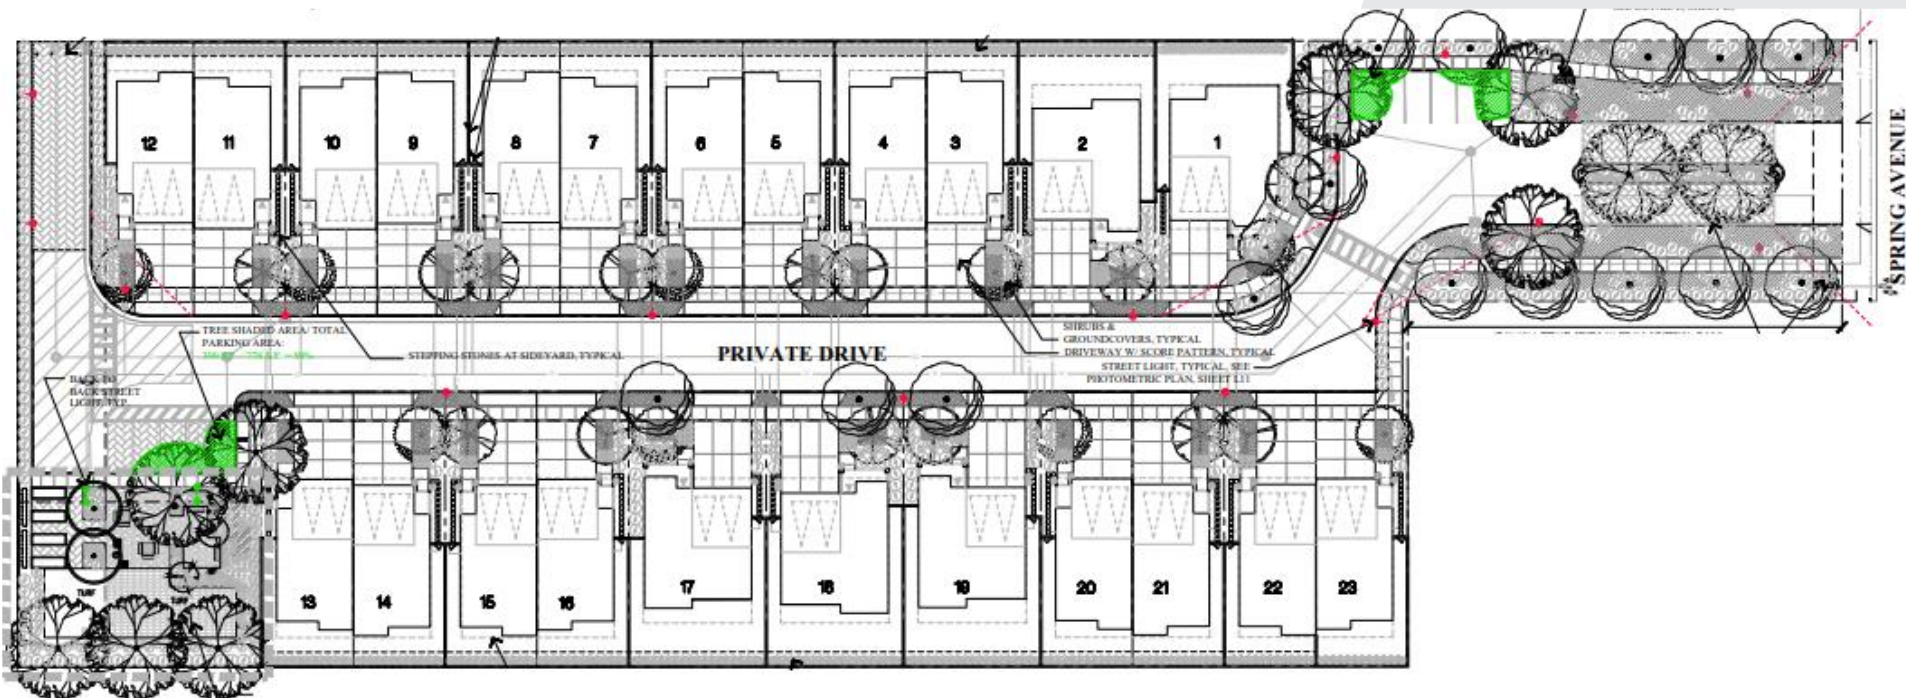 12 11 10 9 8 7 6 5 4 3 2 1
SPRING AVENUE
TREE SHADED AREA/ TOTAL
PARKING AREA:
STEPPING STONES AT SIDEYARD, TYPICAL
PRIVATE DRIVE
SHRUBS &
GROUNDCOVERS, TYPICAL
DRIVEWAY W/ SCORE PATTERN, TYPICAL
STREET LIGHT, TYPICAL, SEE
PHOTOMETRIC PLAN, SHEET L11
BACK TO
BACK STREET
LIGHT, TYP.
13 14 15 16 17 18 19 20 21 22 23
TURF
TURF